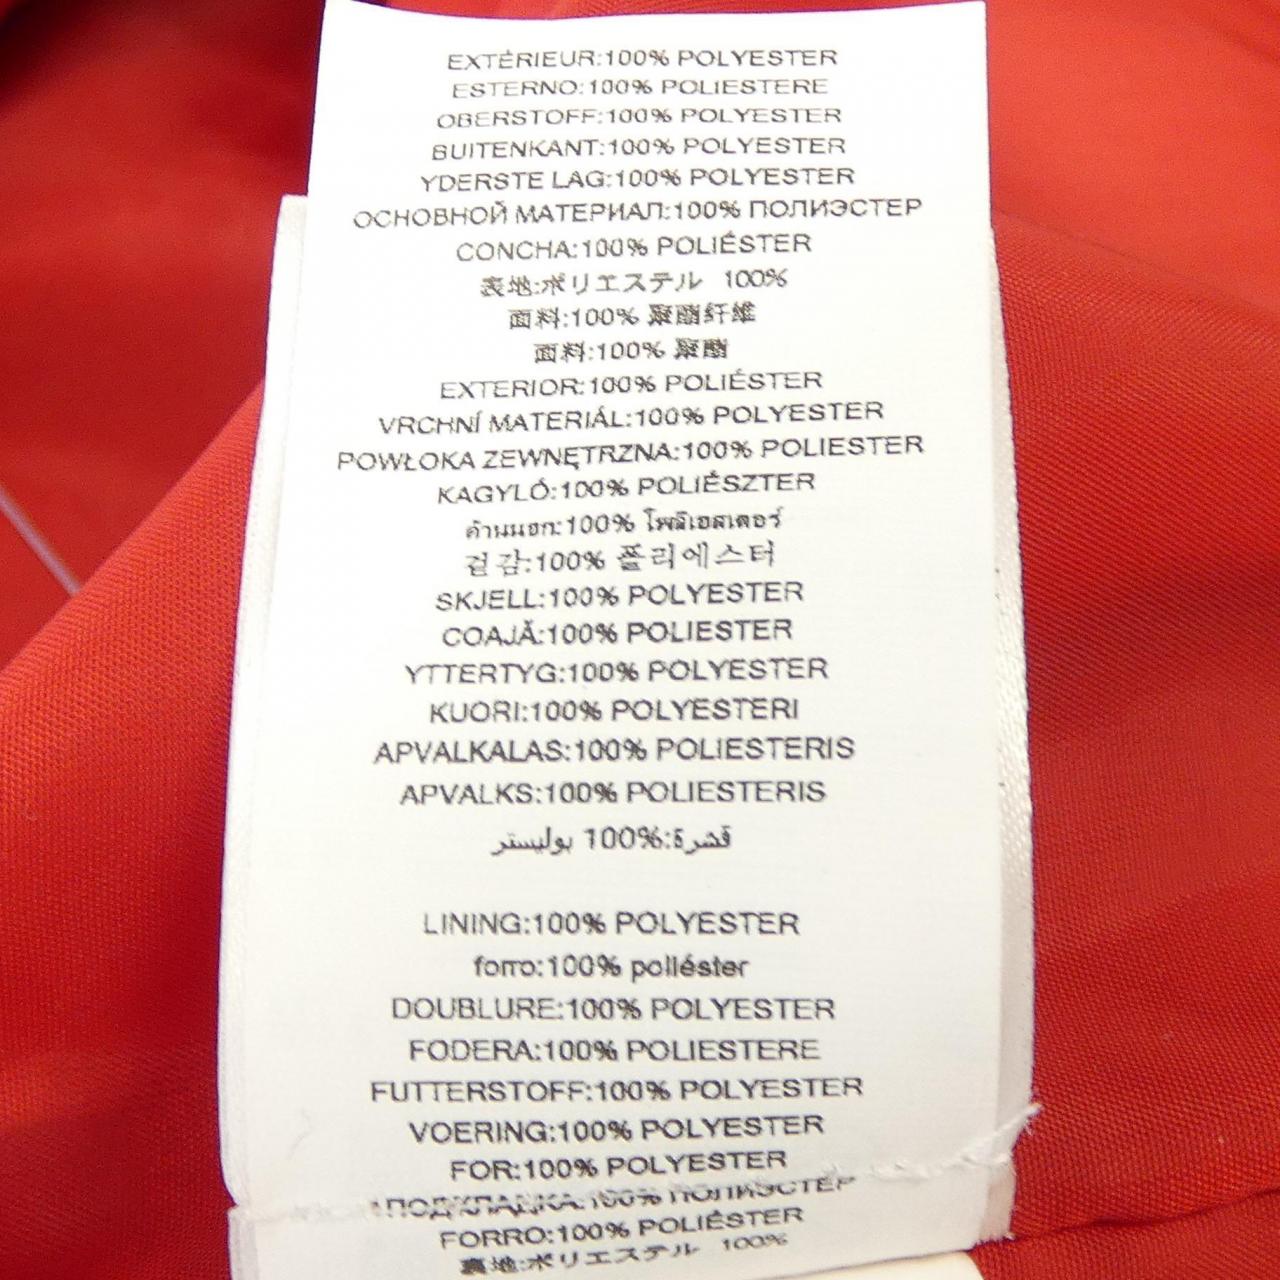 EXTÉRIEUR:100% POLYESTER
ESTERNO:100% POLIESTERE
OBERSTOFF:100% POLYESTER
BUITENKANT:100% POLYESTER
YDERSTE LAG:100% POLYESTER
ОСНОВНОЙ МАТЕРИАЛ:100% ПОЛИЭСТЕР
CONCHA:100% POLIÉSTER
表地:ポリエステル 100%
面料:100% 聚酯纤维
面料:100% 聚酯
EXTERIOR:100% POLIÉSTER
VRCHNÍ MATERIÁL:100% POLYESTER
POWŁOKA ZEWNĘTRZNA:100% POLIESTER
KAGYLÓ:100% POLIÉSZTER
ด้านนอก:100% โพลีเอสเตอร์
겉감:100% 폴리에스터
SKJELL:100% POLYESTER
COAJĂ:100% POLIESTER
YTTERTYG:100% POLYESTER
KUORI:100% POLYESTERI
APVALKALAS:100% POLIESTERIS
APVALKS:100% POLIESTERIS
قشرة:100% بوليستر
LINING:100% POLYESTER
forro:100% poliéster
DOUBLURE:100% POLYESTER
FODERA:100% POLIESTERE
FUTTERSTOFF:100% POLYESTER
VOERING:100% POLYESTER
FOR:100% POLYESTER
ПОДКЛАДКА:100% ПОЛИЭСТЕР
FORRO:100% POLIÉSTER
裏地:ポリエステル 100%